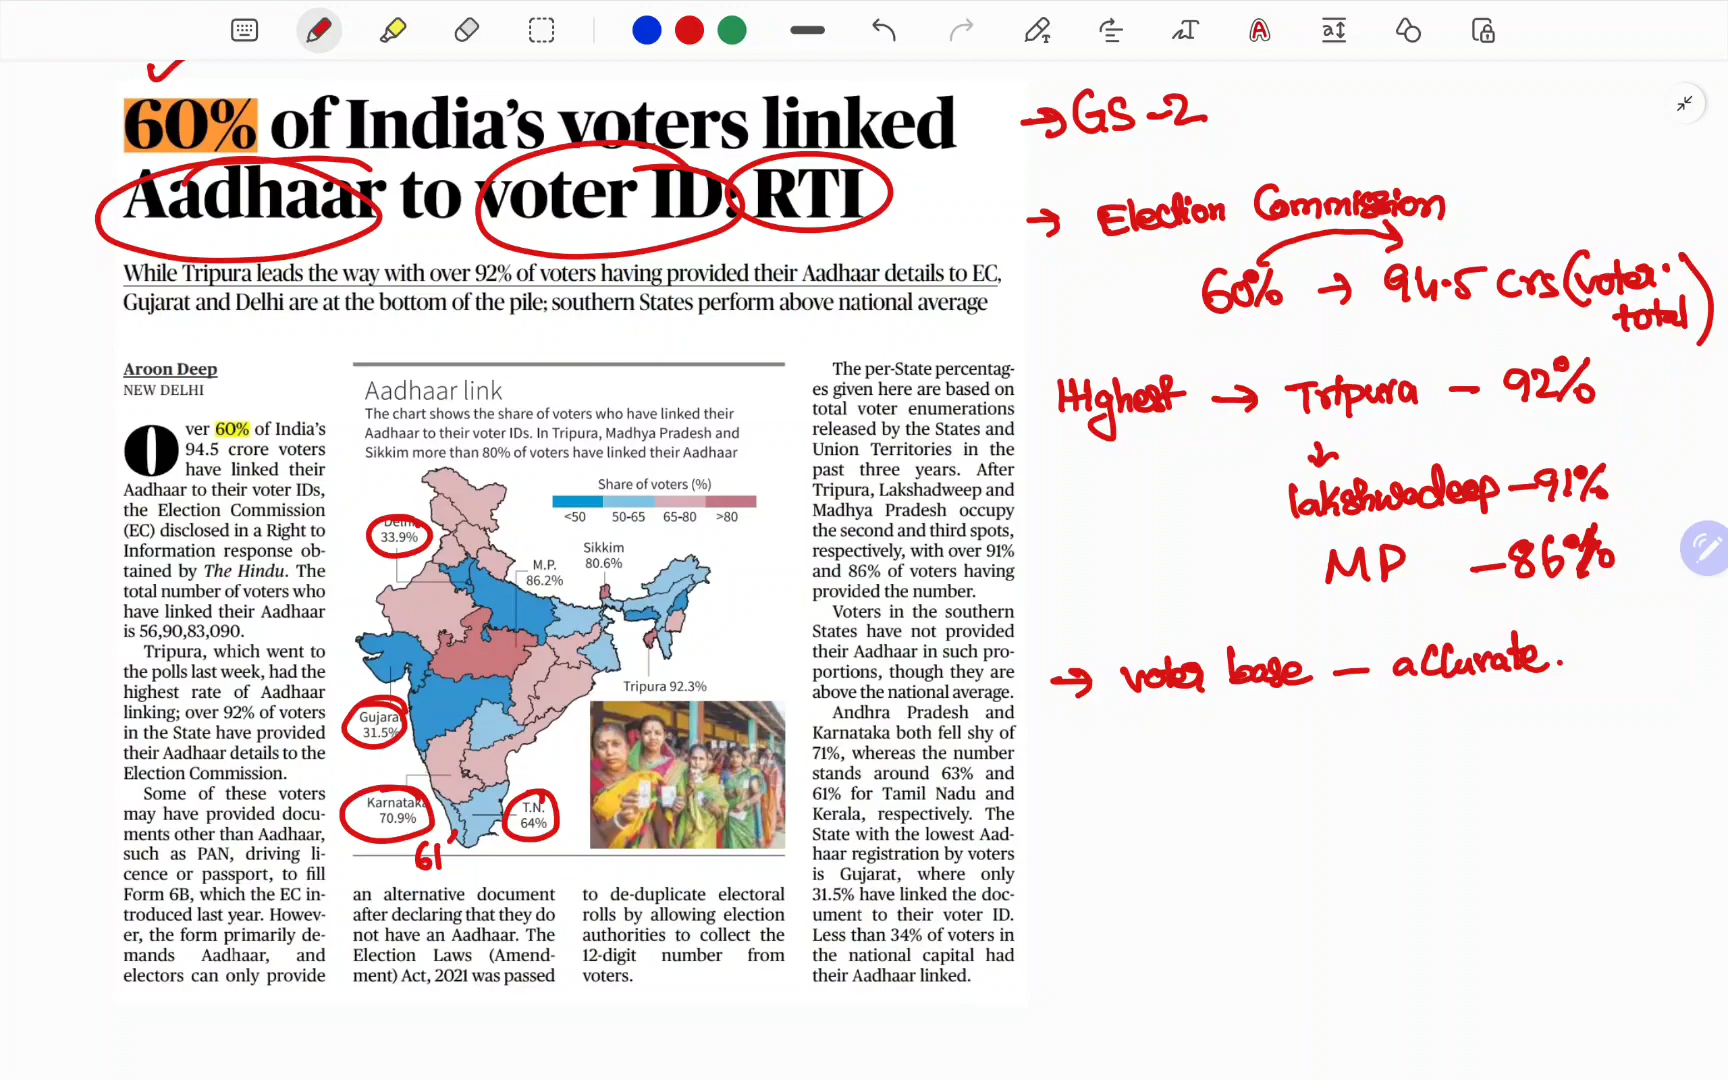 60% of India's voters linked
Aadhaar to voter ID: RTI
While Tripura leads the way with over 92% of voters having provided their Aadhaar details to EC,
Gujarat and Delhi are at the bottom of the pile; southern States perform above national average
Aroon Deep
NEW DELHI
Over 60% of India's
94.5 crore voters
have linked their
Aadhaar to their voter IDs,
the Election Commission
(EC) disclosed in a Right to
Information response ob-
tained by The Hindu. The
total number of voters who
have linked their Aadhaar
is 56,90,83,090.
Tripura, which went to
the polls last week, had the
highest rate of Aadhaar
linking; over 92% of voters
in the State have provided
their Aadhaar details to the
Election Commission.
Some of these voters
may have provided docu-
ments other than Aadhaar,
such as PAN, driving li-
cence or passport, to fill
Form 6B, which the EC in-
troduced last year. Howev-
er, the form primarily de-
mands Aadhaar, and
electors can only provide
Aadhaar link
The chart shows the share of voters who have linked their
Aadhaar to their voter IDs. In Tripura, Madhya Pradesh and
Sikkim more than 80% of voters have linked their Aadhaar
Share of voters (%)
<50 50-65 65-80 >80
Delhi
33.9%
Sikkim
80.6%
M.P.
86.2%
Tripura 92.3%
Gujarat
31.5%
Karnataka
70.9%
T.N.
64%
61
an alternative document
after declaring that they do
not have an Aadhaar. The
Election Laws (Amend-
ment) Act, 2021 was passed
to de-duplicate electoral
rolls by allowing election
authorities to collect the
12-digit number from
voters.
The per-State percentag-
es given here are based on
total voter enumerations
released by the States and
Union Territories in the
past three years. After
Tripura, Lakshadweep and
Madhya Pradesh occupy
the second and third spots,
respectively, with over 91%
and 86% of voters having
provided the number.
Voters in the southern
States have not provided
their Aadhaar in such pro-
portions, though they are
above the national average.
Andhra Pradesh and
Karnataka both fell shy of
71%, whereas the number
stands around 63% and
61% for Tamil Nadu and
Kerala, respectively. The
State with the lowest Aad-
haar registration by voters
is Gujarat, where only
31.5% have linked the doc-
ument to their voter ID.
Less than 34% of voters in
the national capital had
their Aadhaar linked.
→ GS-2
→ Election Commission
60% → 94.5 crs (voter.
total)
Highest → Tripura - 92%
↓
lakshwadeep - 91%
MP - 86%
→ voter base - accurate.